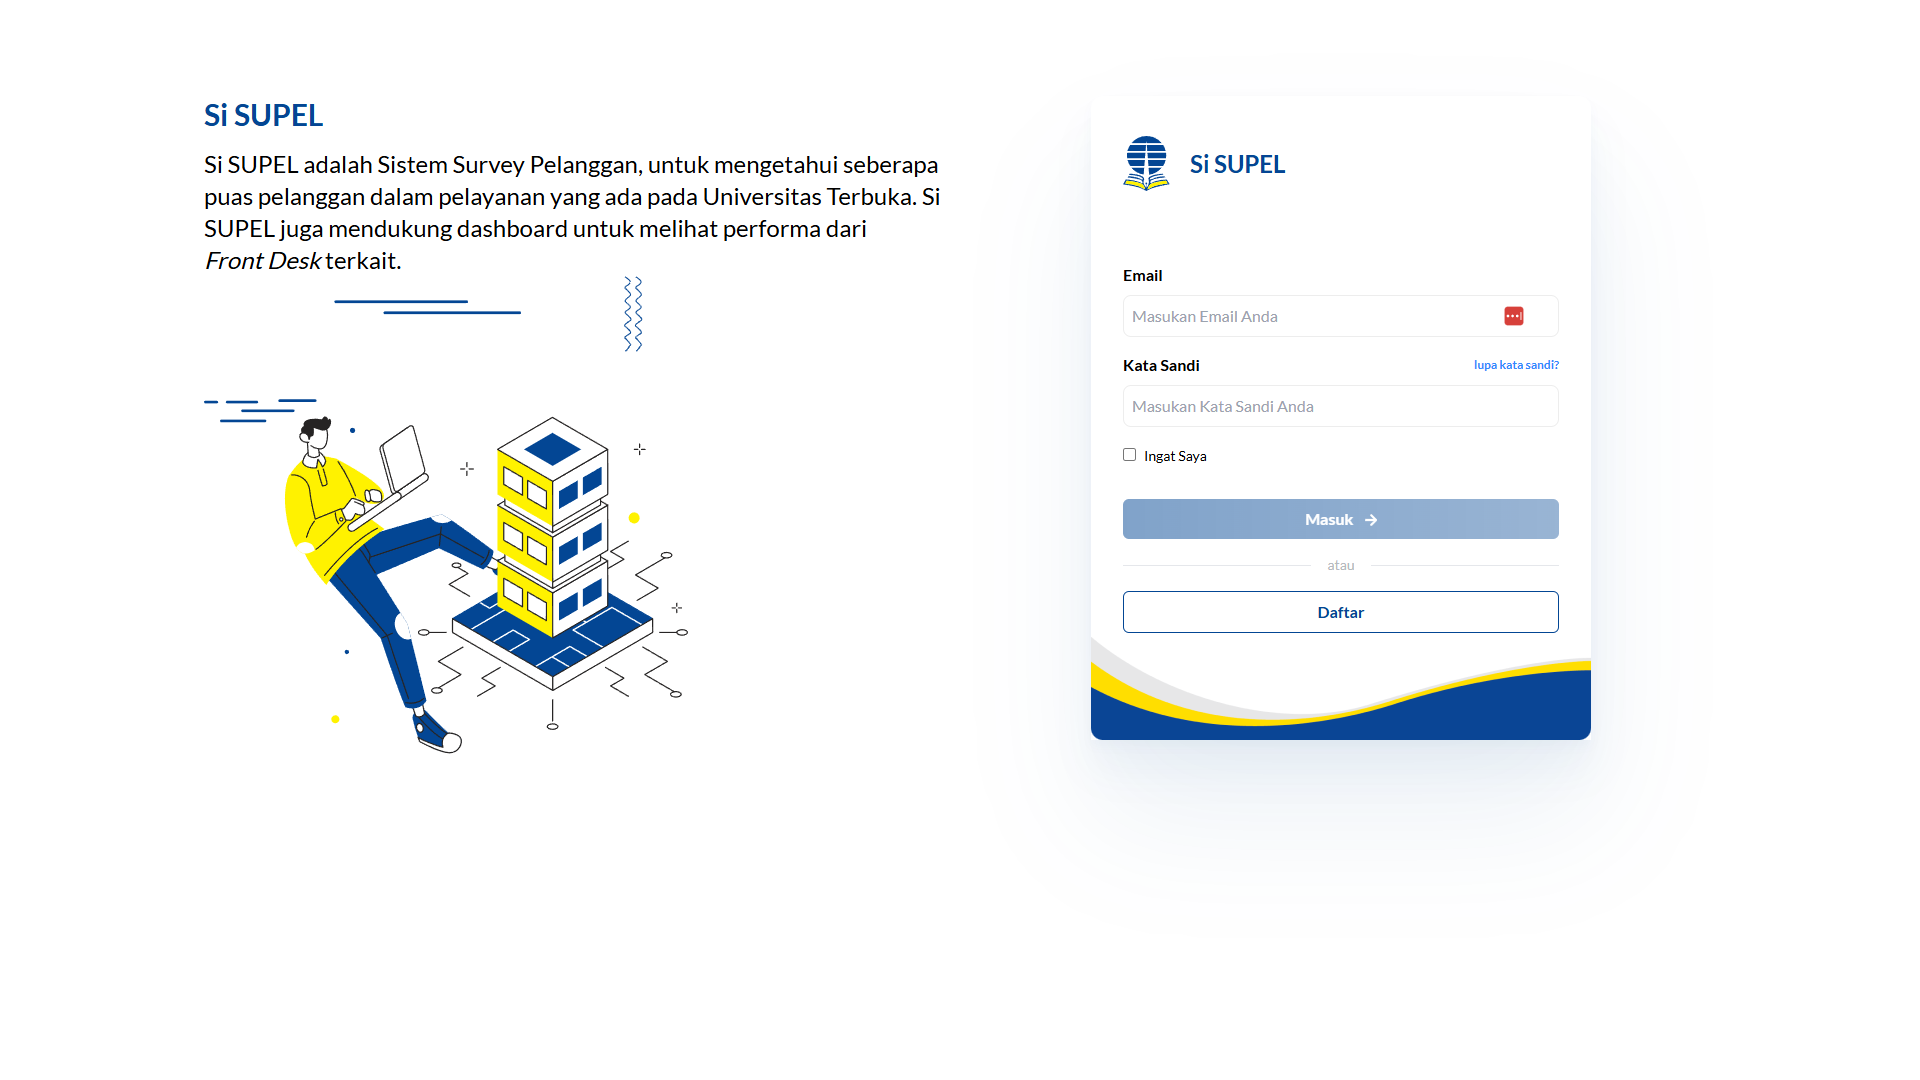 Si SUPEL
Si SUPEL adalah Sistem Survey Pelanggan, untuk mengetahui seberapa
puas pelanggan dalam pelayanan yang ada pada Universitas Terbuka. Si
SUPEL juga mendukung dashboard untuk melihat performa dari
Front Desk terkait.
Si SUPEL
Email
Masukan Email Anda
Kata Sandi
lupa kata sandi?
Masukan Kata Sandi Anda
Ingat Saya
Masuk
atau
Daftar